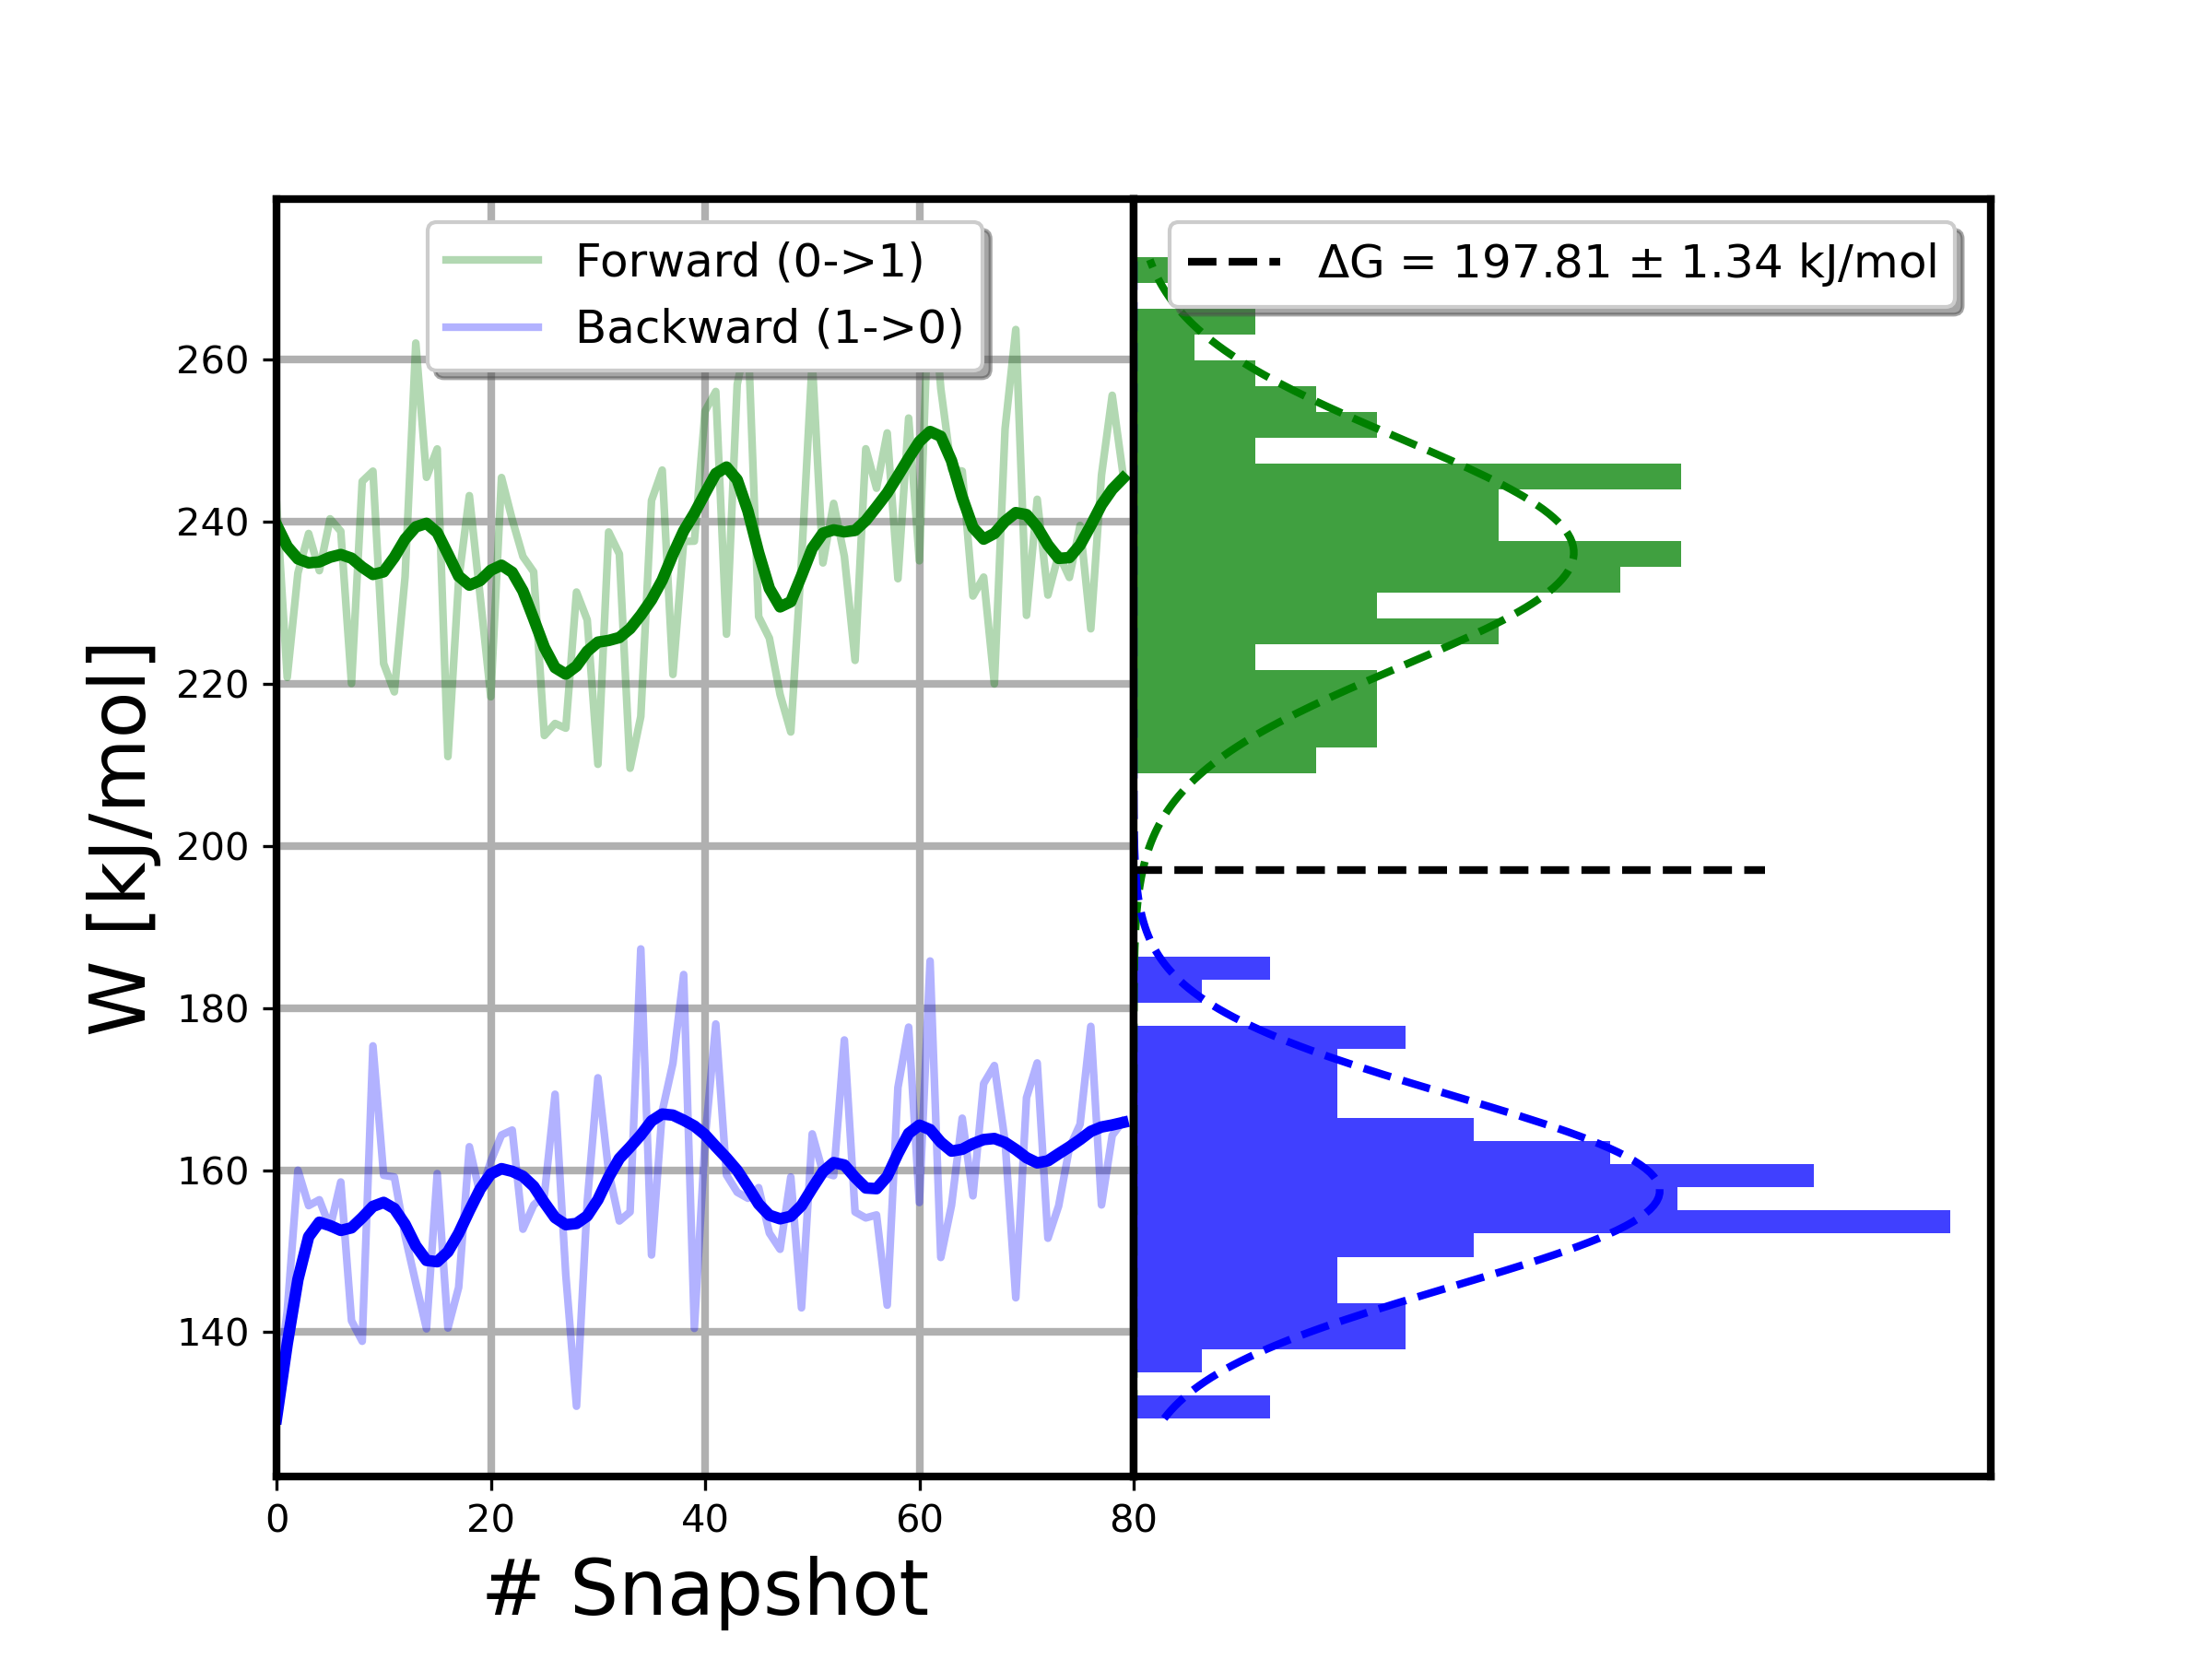 Forward (0->1)
Backward (1->0)
ΔG = 197.81 ± 1.34 kJ/mol
W [kJ/mol]
260
240
220
200
180
160
140
0 20 40 60 80
# Snapshot